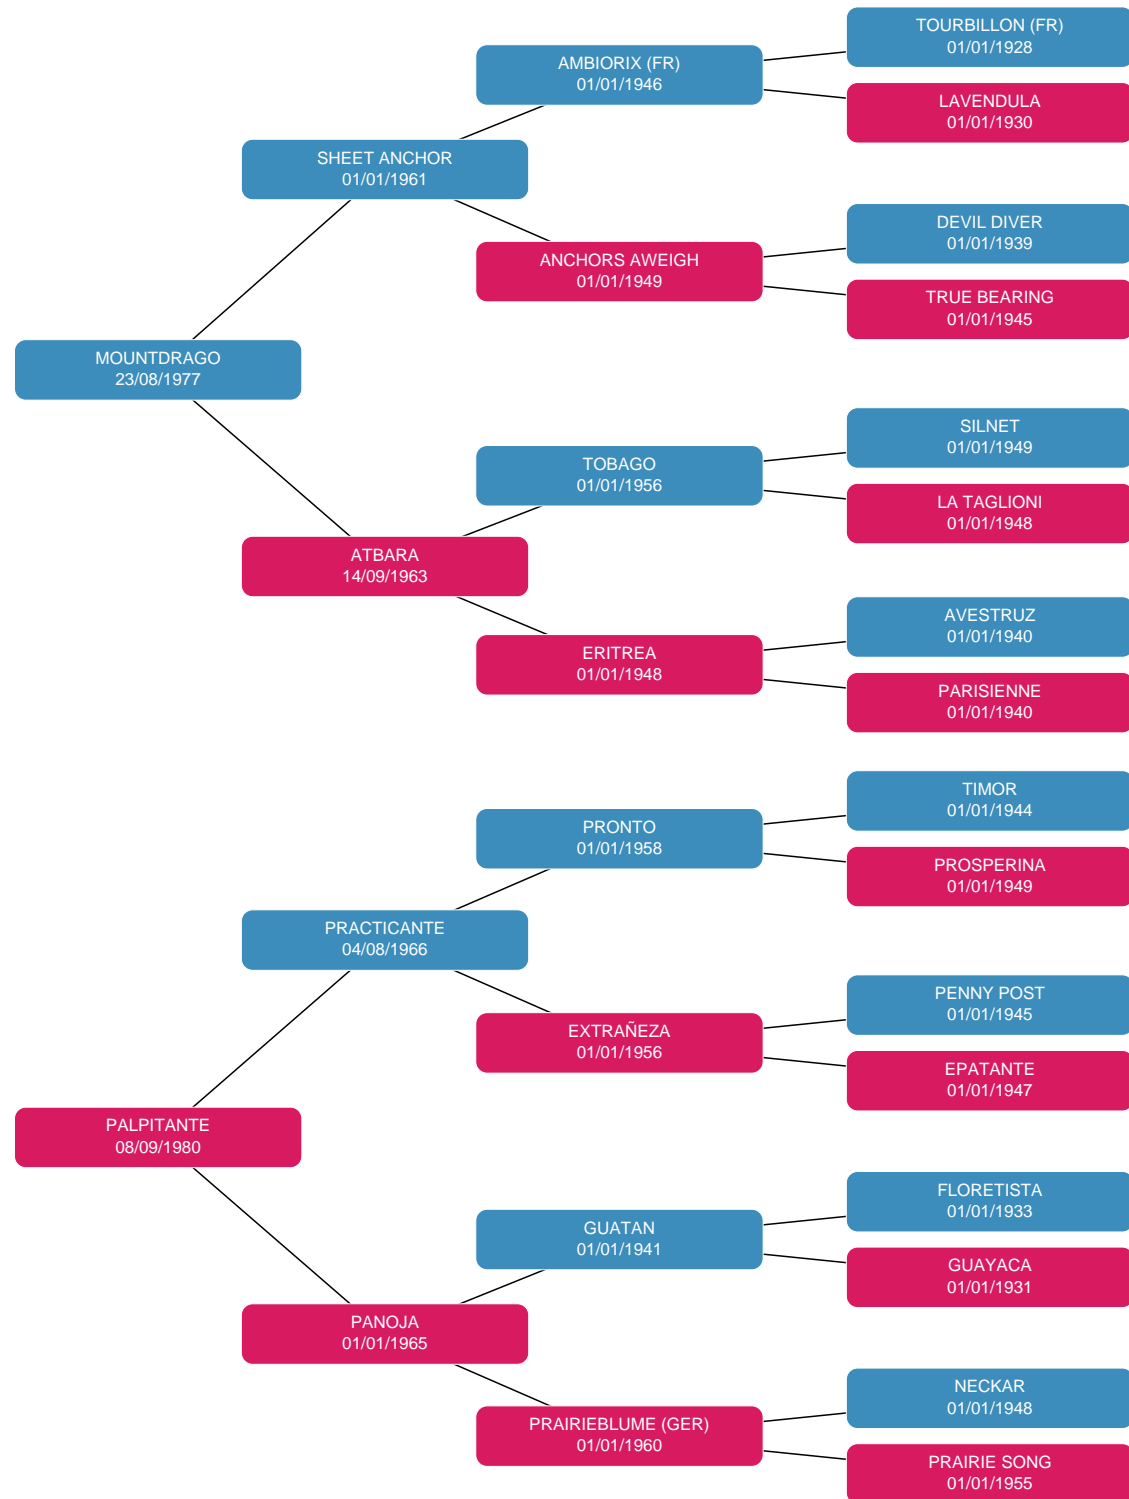 TOURBILLON (FR)
01/01/1928
AMBIORIX (FR)
01/01/1946
LAVENDULA
01/01/1930
SHEET ANCHOR
01/01/1961
DEVIL DIVER
01/01/1939
ANCHORS AWEIGH
01/01/1949
TRUE BEARING
01/01/1945
MOUNTDRAGO
23/08/1977
SILNET
01/01/1949
TOBAGO
01/01/1956
LA TAGLIONI
01/01/1948
ATBARA
14/09/1963
AVESTRUZ
01/01/1940
ERITREA
01/01/1948
PARISIENNE
01/01/1940
TIMOR
01/01/1944
PRONTO
01/01/1958
PROSPERINA
01/01/1949
PRACTICANTE
04/08/1966
PENNY POST
01/01/1945
EXTRAÑEZA
01/01/1956
EPATANTE
01/01/1947
PALPITANTE
08/09/1980
FLORETISTA
01/01/1933
GUATAN
01/01/1941
GUAYACA
01/01/1931
PANOJA
01/01/1965
NECKAR
01/01/1948
PRAIRIEBLUME (GER)
01/01/1960
PRAIRIE SONG
01/01/1955